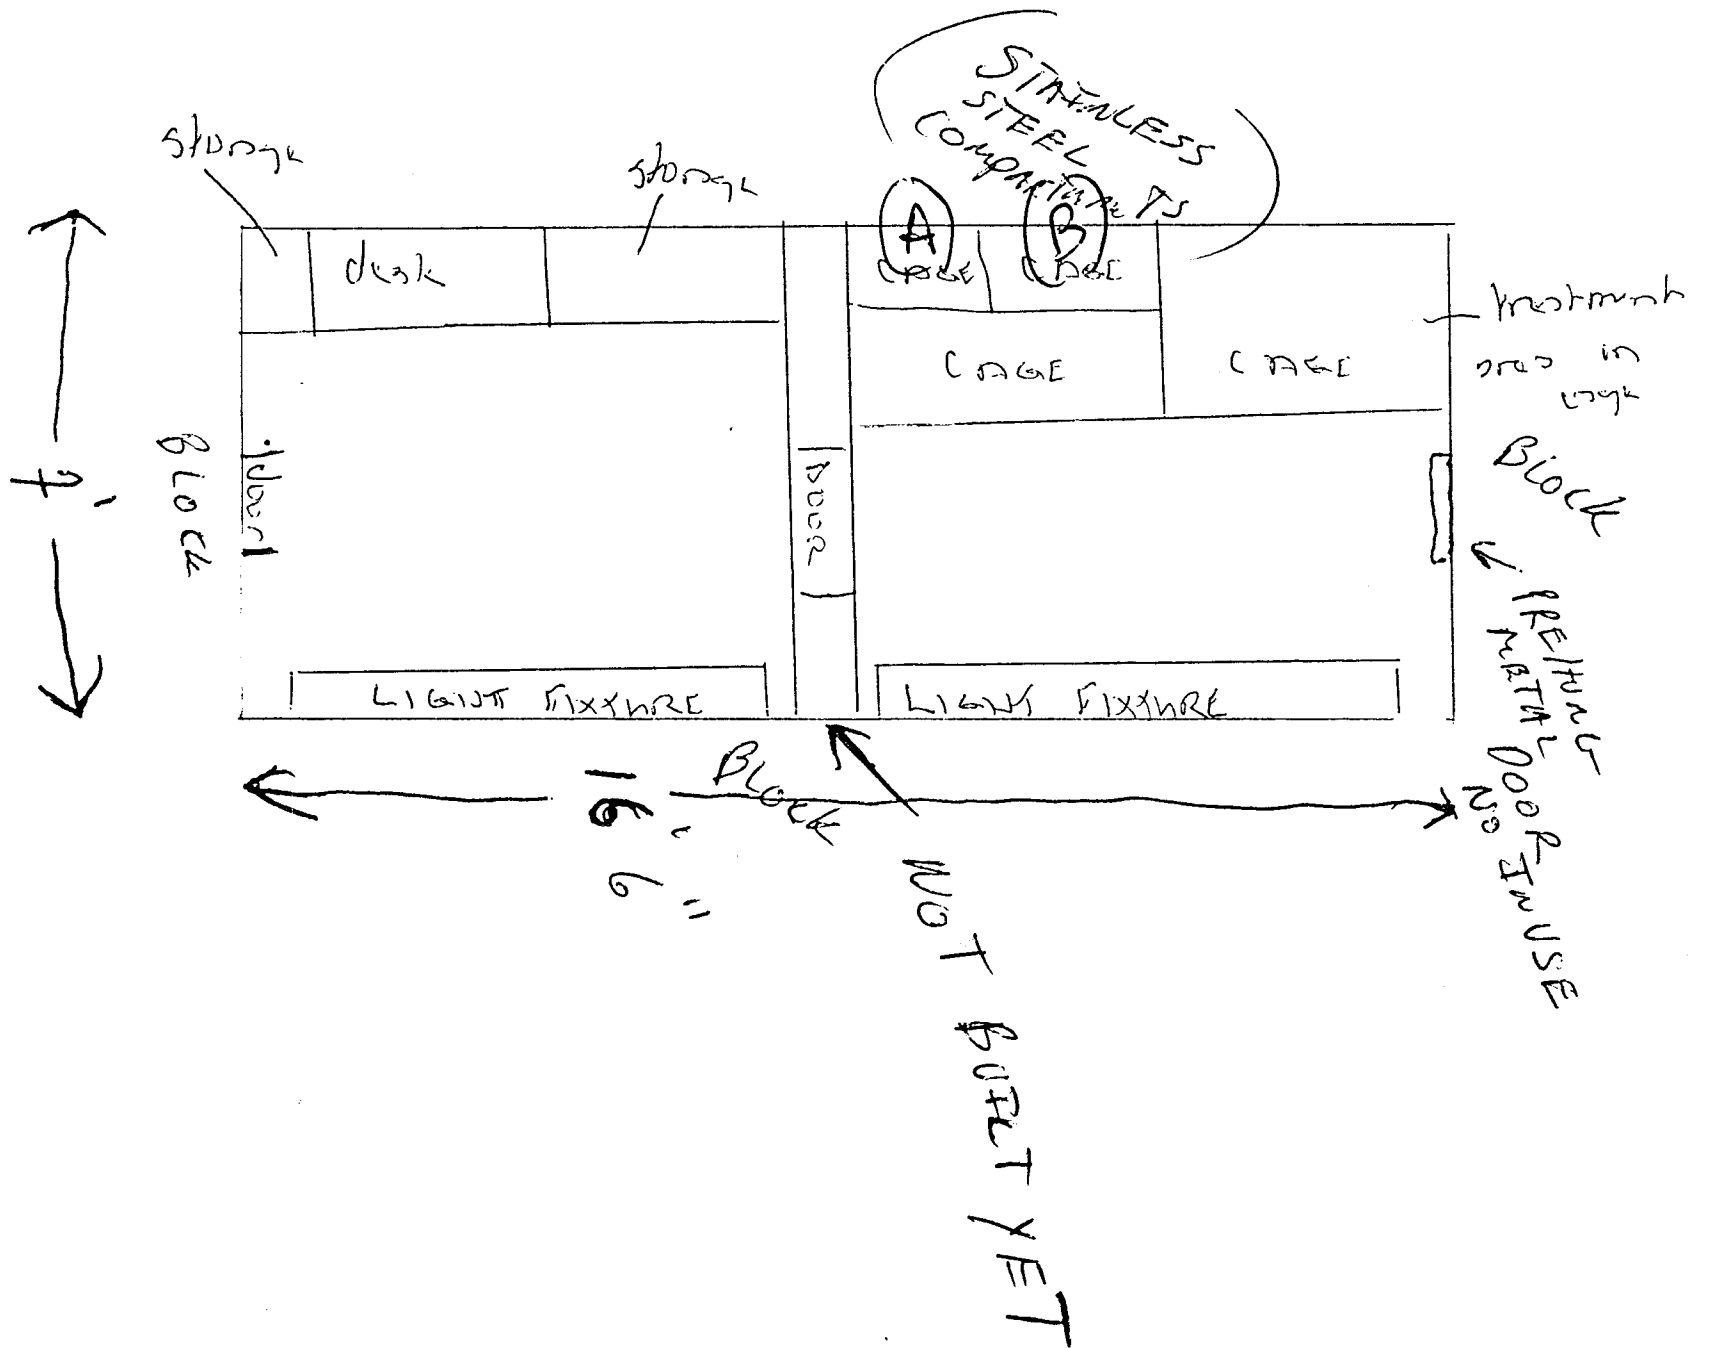 STAINLESS
STEEL
COMPARTMENTS
storage
storage
A
B
desk
CAGE
CAGE
treatment
area in
cage
CAGE
CAGE
7'
BLOCK
door
DOOR
BLOCK
PREHUNG
METAL DOOR
NO IN USE
LIGHT FIXTURE
LIGHT FIXTURE
BLOCK
16' 6"
NOT BUILT YET